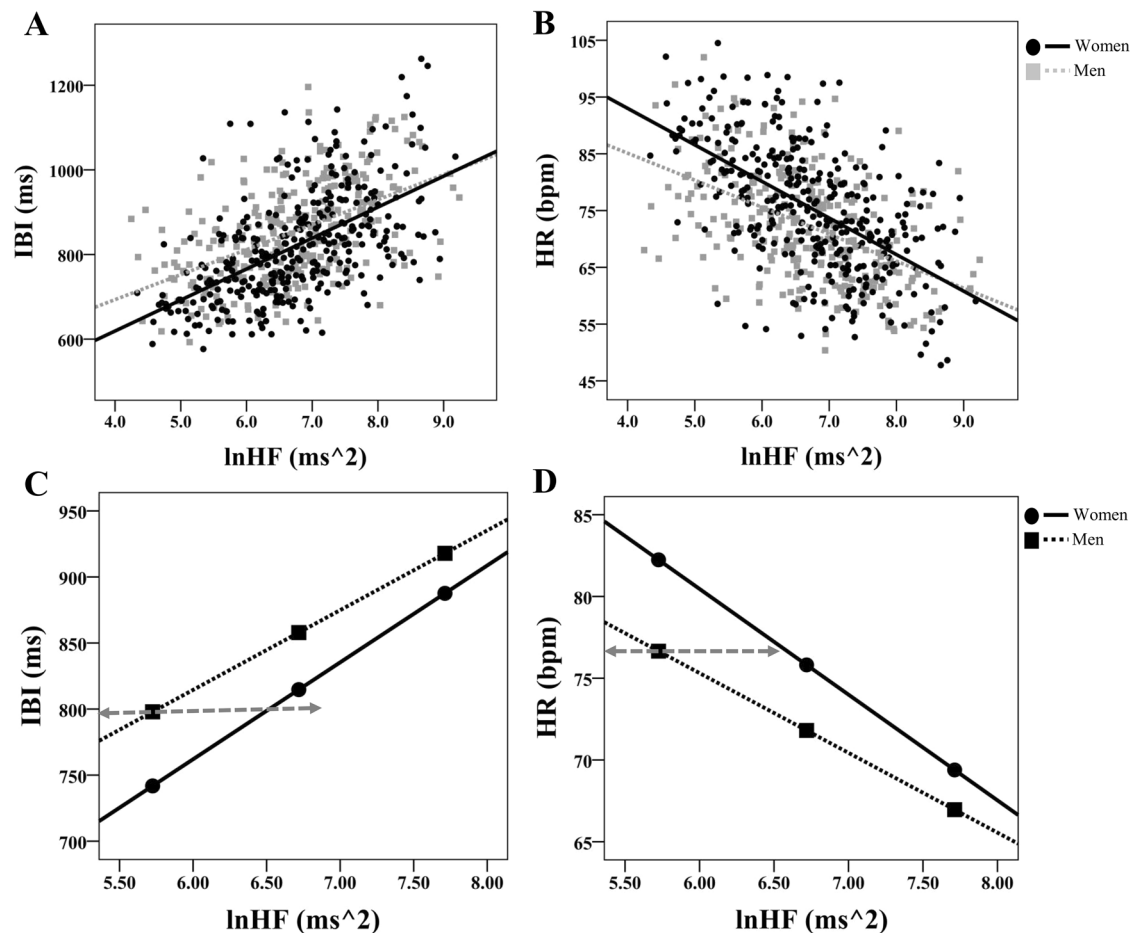 A
IBI (ms)
1200
1000
800
600
4.0 5.0 6.0 7.0 8.0 9.0
lnHF (ms^2)
B
HR (bpm)
105
95
85
75
65
55
45
4.0 5.0 6.0 7.0 8.0 9.0
lnHF (ms^2)
Women
Men
C
IBI (ms)
950
900
850
800
750
700
5.50 6.00 6.50 7.00 7.50 8.00
lnHF (ms^2)
D
HR (bpm)
85
80
75
70
65
5.50 6.00 6.50 7.00 7.50 8.00
lnHF (ms^2)
Women
Men